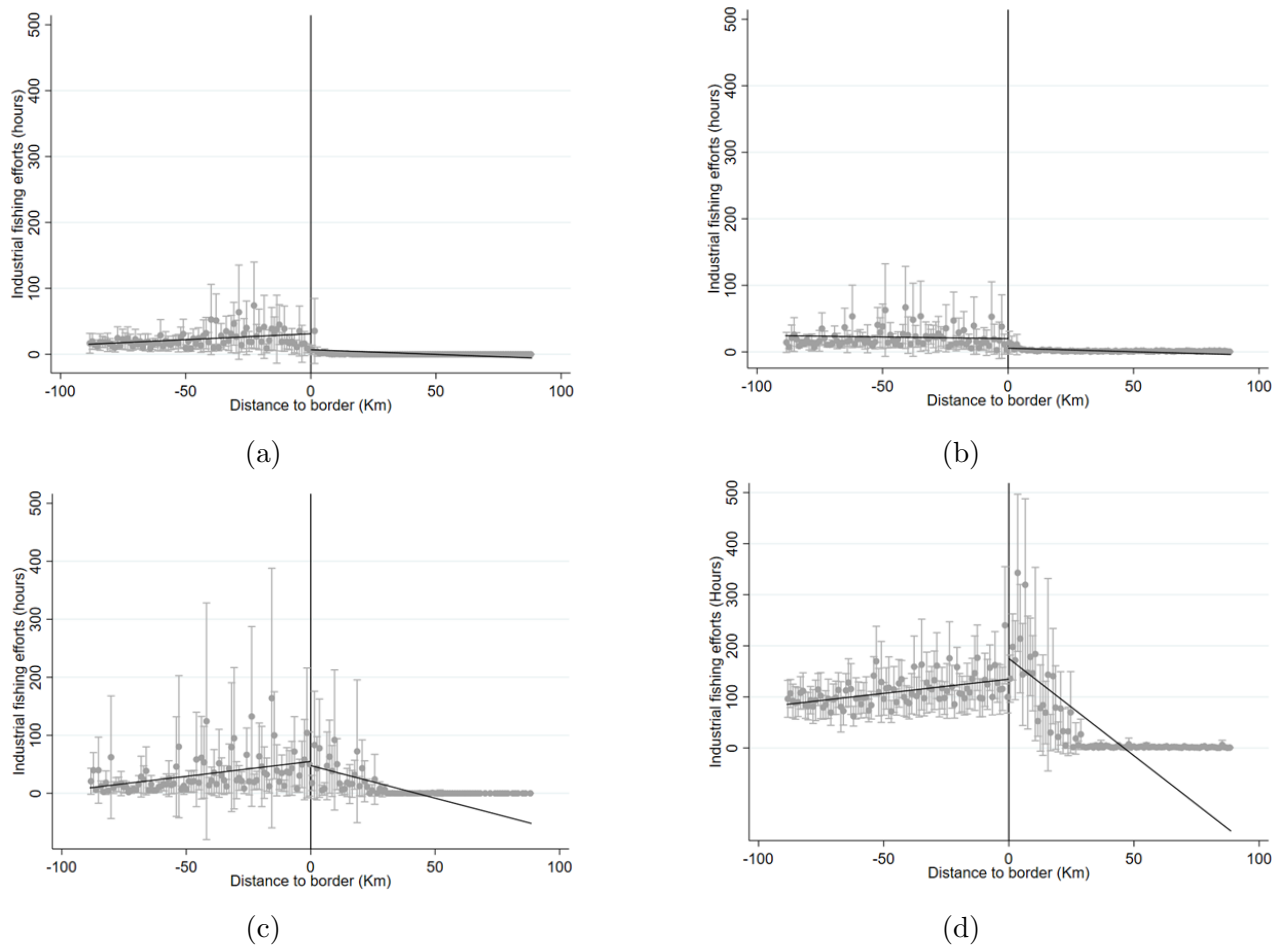 500
400
300
200
100
0
Industrial fishing efforts (hours)
-100 -50 0 50 100
Distance to border (Km)
(a)
500
400
300
200
100
0
Industrial fishing efforts (hours)
-100 -50 0 50 100
Distance to border (Km)
(b)
500
400
300
200
100
0
Industrial fishing efforts (hours)
-100 -50 0 50 100
Distance to border (Km)
(c)
500
400
300
200
100
0
Industrial fishing efforts (Hours)
-100 -50 0 50 100
Distance to border (Km)
(d)